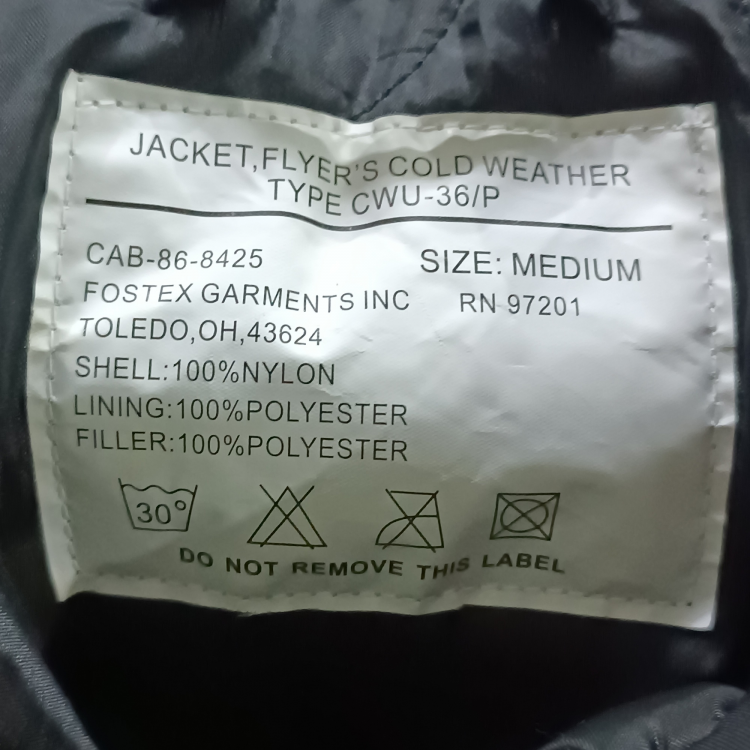 JACKET,FLYER'S COLD WEATHER
TYPE CWU-36/P
CAB-86-8425 SIZE: MEDIUM
FOSTEX GARMENTS INC RN 97201
TOLEDO,OH,43624
SHELL:100%NYLON
LINING:100%POLYESTER
FILLER:100%POLYESTER
30°
DO NOT REMOVE THIS LABEL